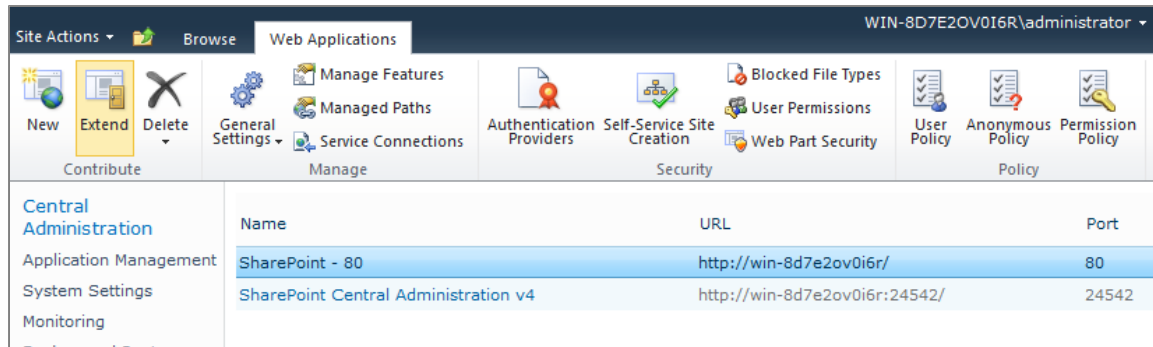 WIN-8D7E2OV0I6R\administrator
Site Actions Browse Web Applications
New Extend Delete
Contribute
General Settings
Manage Features
Managed Paths
Service Connections
Manage
Authentication Providers
Self-Service Site Creation
Blocked File Types
User Permissions
Web Part Security
Security
User Policy
Anonymous Policy
Permission Policy
Policy
Central
Administration
Application Management
System Settings
Monitoring
Name URL Port
SharePoint - 80 http://win-8d7e2ov0i6r/ 80
SharePoint Central Administration v4 http://win-8d7e2ov0i6r:24542/ 24542